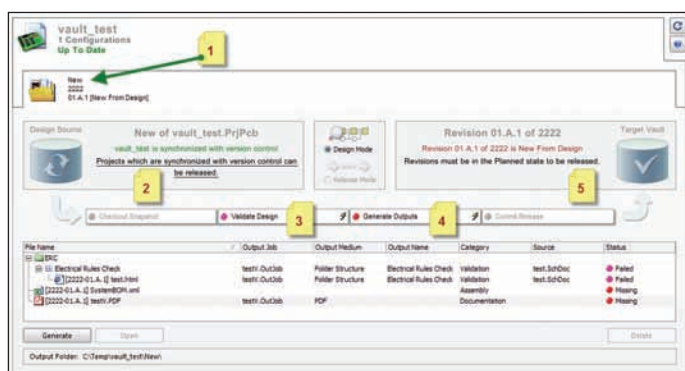 vault_test
1 Configurations
Up To Date
1
New
2222
01.A.1 [New From Design]
Design Source
New of vault_test.PrjPcb
vault_test is synchronized with version control
Projects which are synchronized with version control can
be released.
Design Mode
Release Mode
Revision 01.A.1 of 2222
Target Vault
Revision 01.A.1 of 2222 is New From Design
Revisions must be in the Planned state to be released.
2
3
4
5
Checkout Snapshot
Validate Design
Generate Outputs
Commit Release
File Name Output Job Output Medium Output Name Category Source Status
ERC
Electrical Rules Check testV.OutJob Folder Structure Electrical Rules Check Validation test.SchDoc Failed
[2222-01.A.1] test.html testV.OutJob Folder Structure Electrical Rules Check Validation test.SchDoc Failed
[2222-01.A.1] SystemBOM.xml Assembly Missing
[2222-01.A.1] testV.PDF testV.OutJob PDF Documentation Missing
Generate Open Delete
Output Folder: C:\Temp\vault_test\New\